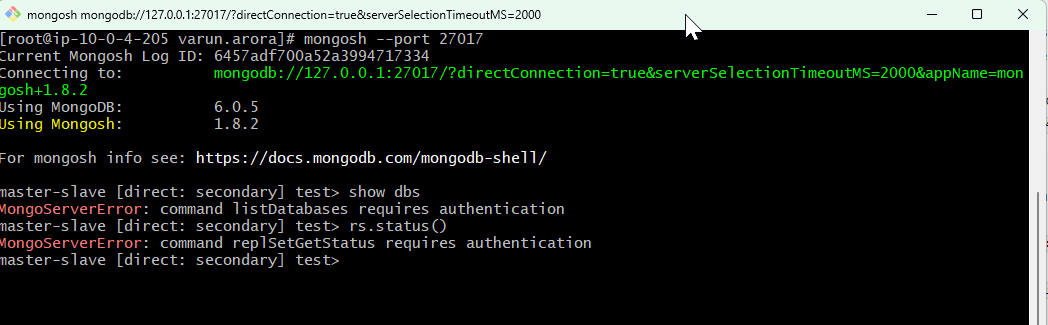 mongosh mongodb://127.0.0.1:27017/?directConnection=true&serverSelectionTimeoutMS=2000
[root@ip-10-0-4-205 varun.arora]# mongosh --port 27017
Current Mongosh Log ID: 6457adf700a52a3994717334
Connecting to: mongodb://127.0.0.1:27017/?directConnection=true&serverSelectionTimeoutMS=2000&appName=mon
gosh+1.8.2
Using MongoDB: 6.0.5
Using Mongosh: 1.8.2
For mongosh info see: https://docs.mongodb.com/mongodb-shell/
master-slave [direct: secondary] test> show dbs
MongoServerError: command listDatabases requires authentication
master-slave [direct: secondary] test> rs.status()
MongoServerError: command replSetGetStatus requires authentication
master-slave [direct: secondary] test>